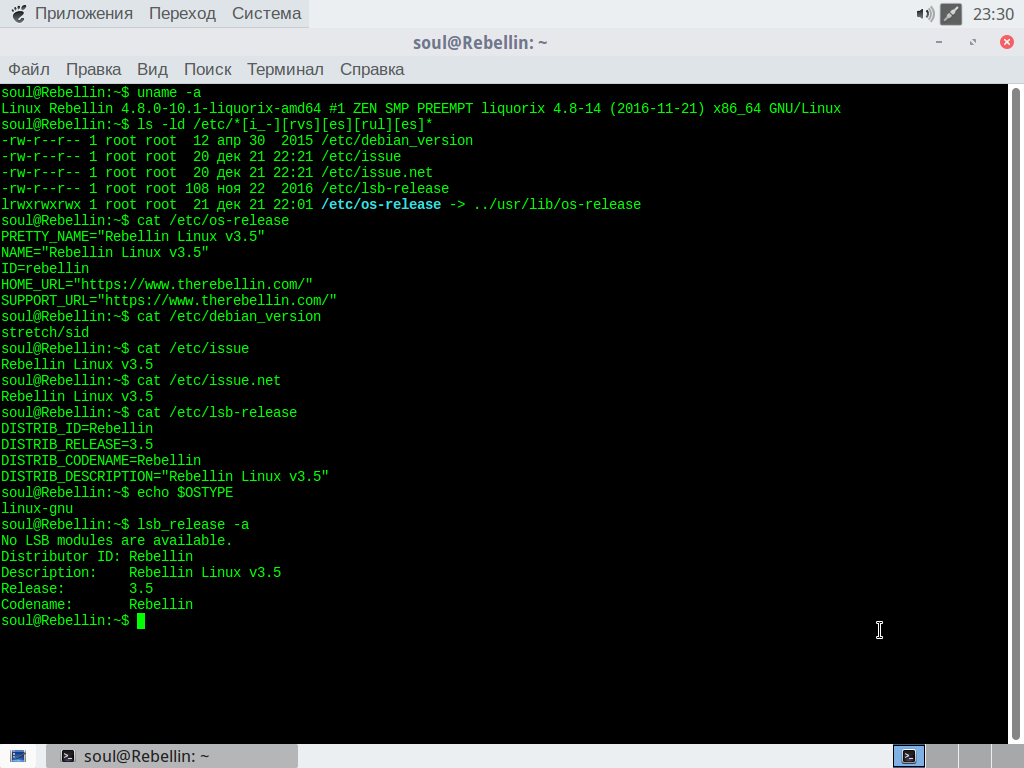 Приложения Переход Система 23:30
soul@Rebellin: ~
Файл Правка Вид Поиск Терминал Справка
soul@Rebellin:~$ uname -a
Linux Rebellin 4.8.0-10.1-liquorix-amd64 #1 ZEN SMP PREEMPT liquorix 4.8-14 (2016-11-21) x86_64 GNU/Linux
soul@Rebellin:~$ ls -ld /etc/*[i_-][rvs][es][rul][es]*
-rw-r--r-- 1 root root  12 апр 30  2015 /etc/debian_version
-rw-r--r-- 1 root root  20 дек 21 22:21 /etc/issue
-rw-r--r-- 1 root root  20 дек 21 22:21 /etc/issue.net
-rw-r--r-- 1 root root 108 ноя 22  2016 /etc/lsb-release
lrwxrwxrwx 1 root root  21 дек 21 22:01 /etc/os-release -> ../usr/lib/os-release
soul@Rebellin:~$ cat /etc/os-release
PRETTY_NAME="Rebellin Linux v3.5"
NAME="Rebellin Linux v3.5"
ID=rebellin
HOME_URL="https://www.therebellin.com/"
SUPPORT_URL="https://www.therebellin.com/"
soul@Rebellin:~$ cat /etc/debian_version
stretch/sid
soul@Rebellin:~$ cat /etc/issue
Rebellin Linux v3.5
soul@Rebellin:~$ cat /etc/issue.net
Rebellin Linux v3.5
soul@Rebellin:~$ cat /etc/lsb-release
DISTRIB_ID=Rebellin
DISTRIB_RELEASE=3.5
DISTRIB_CODENAME=Rebellin
DISTRIB_DESCRIPTION="Rebellin Linux v3.5"
soul@Rebellin:~$ echo $OSTYPE
linux-gnu
soul@Rebellin:~$ lsb_release -a
No LSB modules are available.
Distributor ID: Rebellin
Description:    Rebellin Linux v3.5
Release:        3.5
Codename:       Rebellin
soul@Rebellin:~$
soul@Rebellin: ~